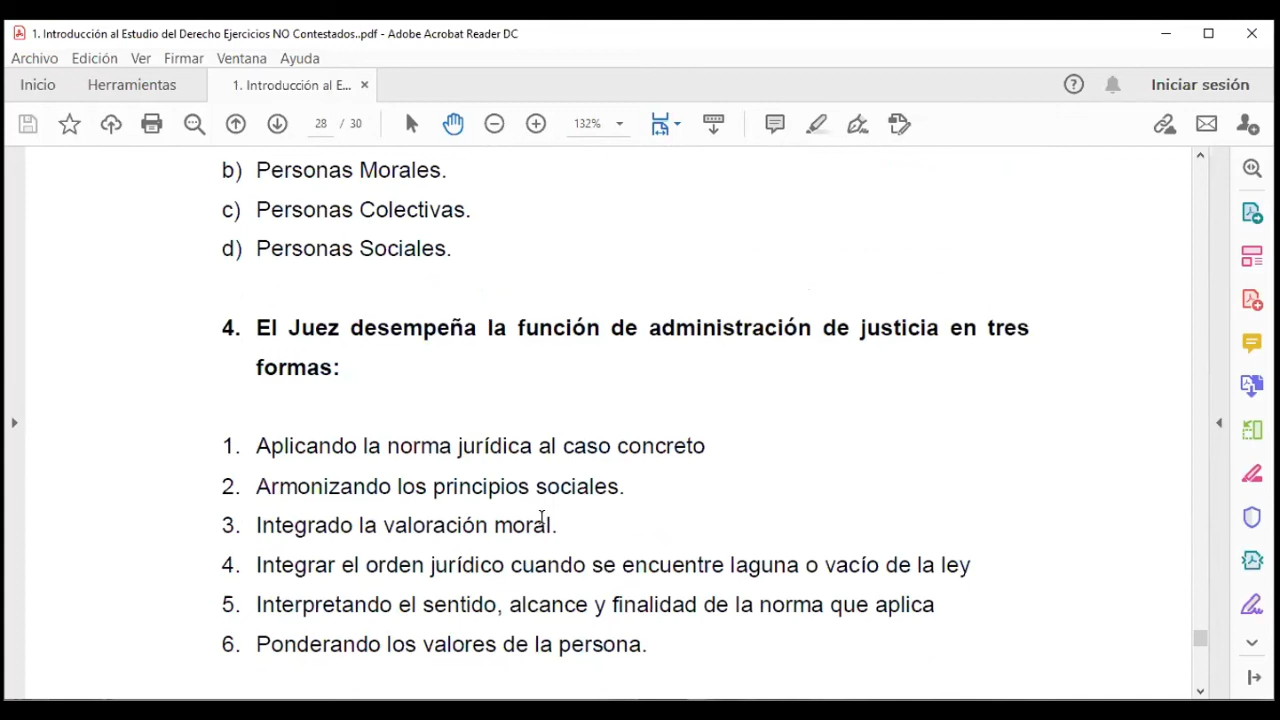 1. Introducción al Estudio del Derecho Ejercicios NO Contestados..pdf - Adobe Acrobat Reader DC
Archivo Edición Ver Firmar Ventana Ayuda
Inicio Herramientas 1. Introducción al E... × Iniciar sesión
28 / 30 132%
b) Personas Morales.
c) Personas Colectivas.
d) Personas Sociales.
4. El Juez desempeña la función de administración de justicia en tres
formas:
1. Aplicando la norma jurídica al caso concreto
2. Armonizando los principios sociales.
3. Integrado la valoración moral.
4. Integrar el orden jurídico cuando se encuentre laguna o vacío de la ley
5. Interpretando el sentido, alcance y finalidad de la norma que aplica
6. Ponderando los valores de la persona.